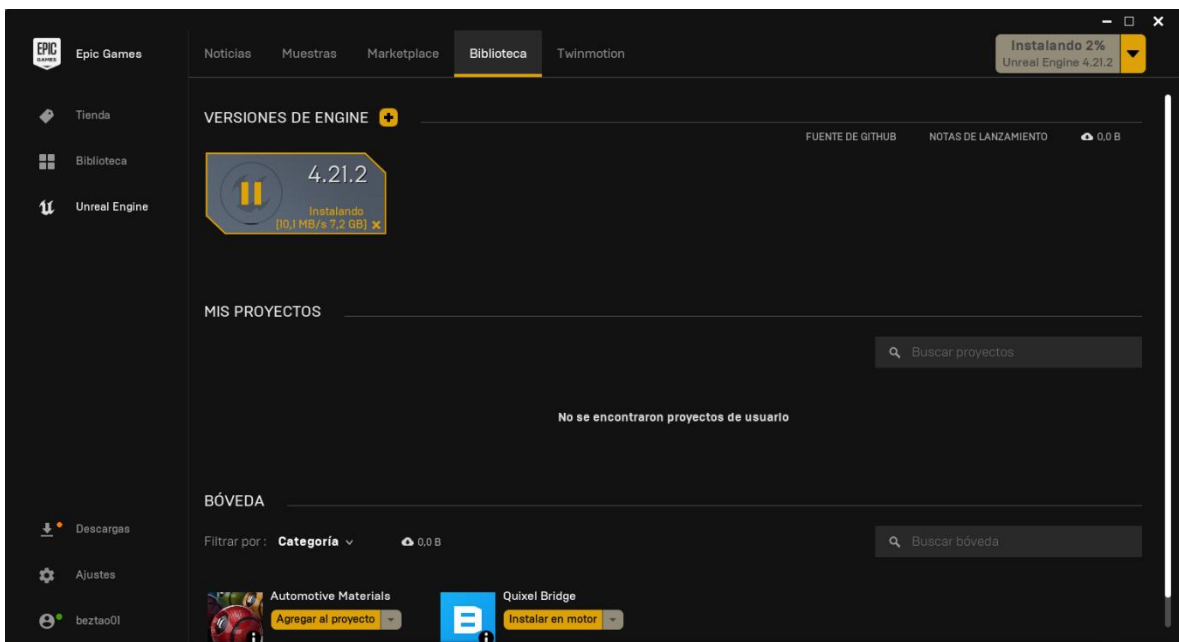 EPIC
GAMES
Epic Games
Tienda
Biblioteca
Unreal Engine
Descargas
Ajustes
beztao01
Noticias
Muestras
Marketplace
Biblioteca
Twinmotion
Instalando 2%
Unreal Engine 4.21.2
VERSIONES DE ENGINE
FUENTE DE GITHUB
NOTAS DE LANZAMIENTO
0,0 B
4.21.2
Instalando
[10,1 MB/s 7,2 GB]
MIS PROYECTOS
Buscar proyectos
No se encontraron proyectos de usuario
BÓVEDA
Filtrar por :
Categoría
0,0 B
Buscar bóveda
Automotive Materials
Agregar al proyecto
Quixel Bridge
Instalar en motor